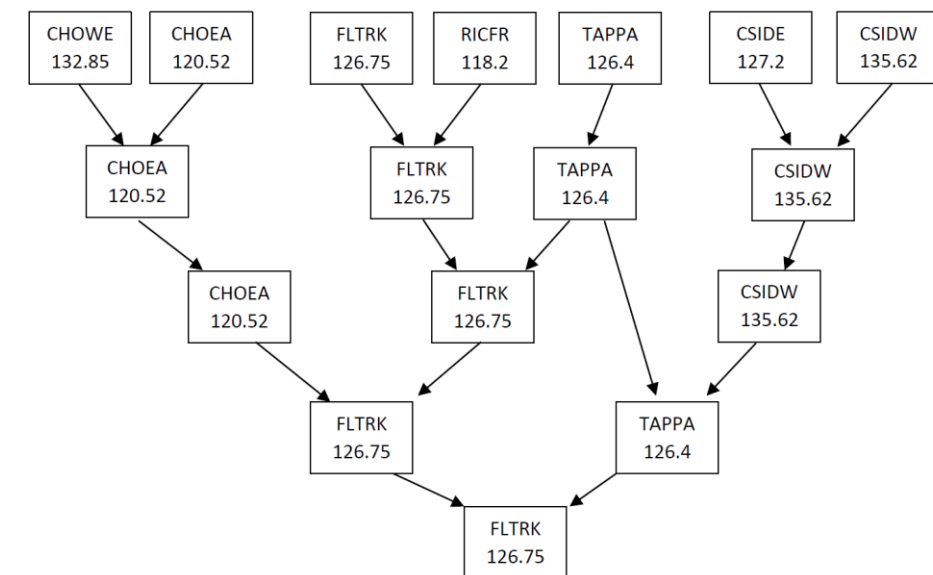 CHOWE
132.85
CHOEA
120.52
FLTRK
126.75
RICFR
118.2
TAPPA
126.4
CSIDE
127.2
CSIDW
135.62
CHOEA
120.52
FLTRK
126.75
TAPPA
126.4
CSIDW
135.62
CHOEA
120.52
FLTRK
126.75
CSIDW
135.62
FLTRK
126.75
TAPPA
126.4
FLTRK
126.75